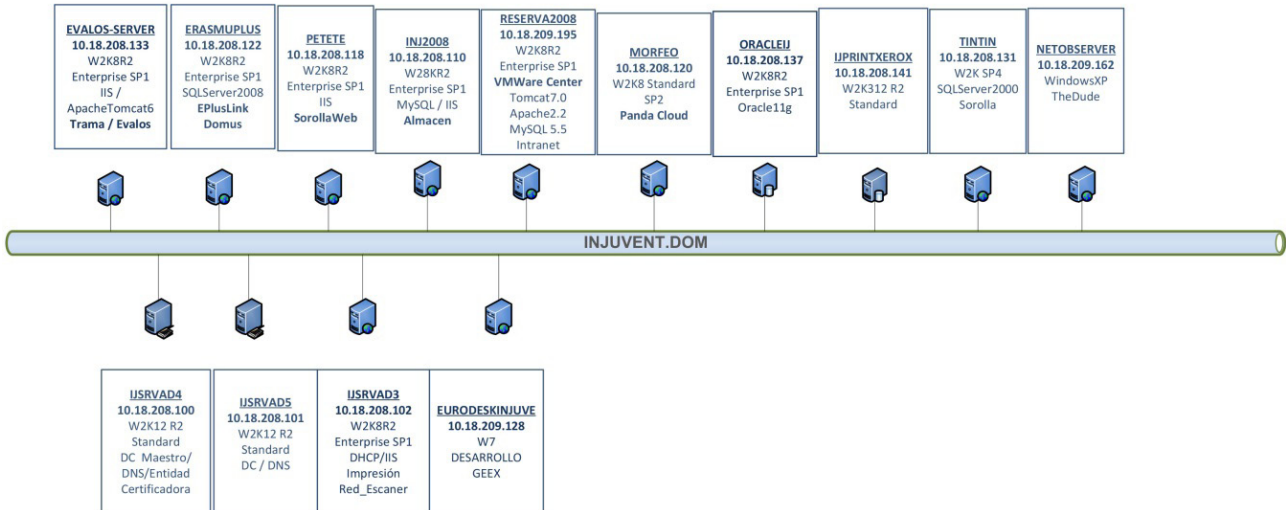 EVALOS-SERVER
10.18.208.133
W2K8R2
Enterprise SP1
IIS /
ApacheTomcat6
Trama / Evalos
ERASMUPLUS
10.18.208.122
W2K8R2
Enterprise SP1
SQLServer2008
EPlusLink
Domus
PETETE
10.18.208.118
W2K8R2
Enterprise SP1
IIS
SorollaWeb
INJ2008
10.18.208.110
W28KR2
Enterprise SP1
MySQL / IIS
Almacen
RESERVA2008
10.18.209.195
W2K8R2
Enterprise SP1
VMWare Center
Tomcat7.0
Apache2.2
MySQL 5.5
Intranet
MORFEO
10.18.208.120
W2K8 Standard
SP2
Panda Cloud
ORACLEIJ
10.18.208.137
W2K8R2
Enterprise SP1
Oracle11g
IJPRINTXEROX
10.18.208.141
W2K312 R2
Standard
TINTIN
10.18.208.131
W2K SP4
SQLServer2000
Sorolla
NETOBSERVER
10.18.209.162
WindowsXP
TheDude
INJUVENT.DOM
IJSRVAD4
10.18.208.100
W2K12 R2
Standard
DC Maestro/
DNS/Entidad
Certificadora
IJSRVAD5
10.18.208.101
W2K12 R2
Standard
DC / DNS
IJSRVAD3
10.18.208.102
W2K8R2
Enterprise SP1
DHCP/IIS
Impresión
Red_Escaner
EURODESKINJUVE
10.18.209.128
W7
DESARROLLO
GEEX